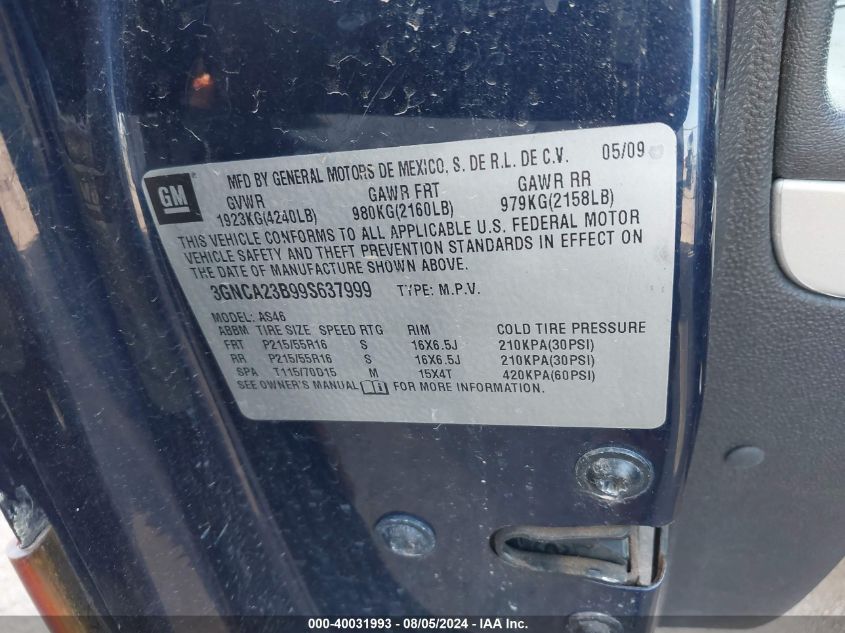 GM
MFD BY GENERAL MOTORS DE MEXICO, S. DE R.L. DE C.V. 05/09
GVWR GAWR FRT GAWR RR
1923KG(4240LB) 980KG(2160LB) 979KG(2158LB)
THIS VEHICLE CONFORMS TO ALL APPLICABLE U.S. FEDERAL MOTOR
VEHICLE SAFETY AND THEFT PREVENTION STANDARDS IN EFFECT ON
THE DATE OF MANUFACTURE SHOWN ABOVE.
3GNCA23B99S637999 TYPE: M.P.V.
MODEL: AS46
ABBM TIRE SIZE SPEED RTG RIM COLD TIRE PRESSURE
FRT P215/55R16 S 16X6.5J 210KPA(30PSI)
RR P215/55R16 S 16X6.5J 210KPA(30PSI)
SPA T115/70D15 M 15X4T 420KPA(60PSI)
SEE OWNER'S MANUAL FOR MORE INFORMATION.
000-40031993 - 08/05/2024 - IAA Inc.